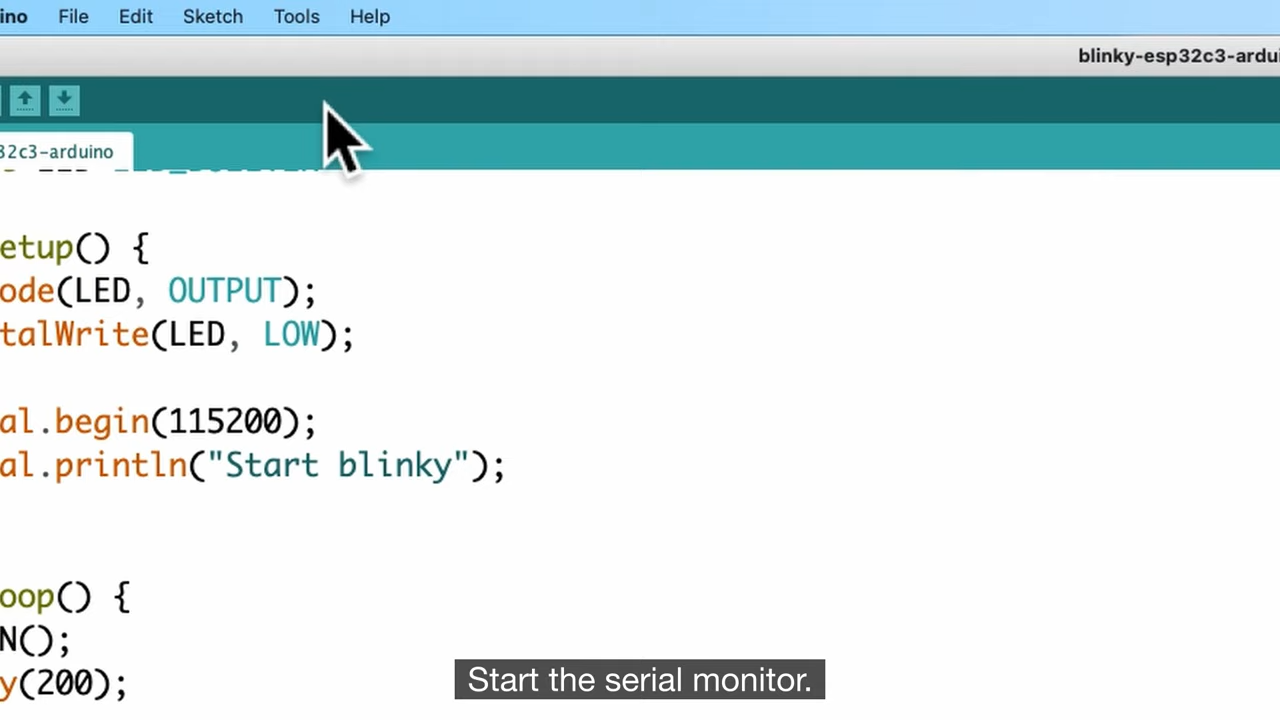 ino File Edit Sketch Tools Help
blinky-esp32c3-ardui
32c3-arduino
etup() {
ode(LED, OUTPUT);
talWrite(LED, LOW);
al.begin(115200);
al.println("Start blinky");
oop() {
N();
y(200);
Start the serial monitor.